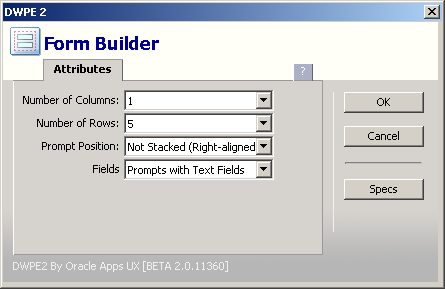 DWPE 2
Form Builder
Attributes
?
Number of Columns: 1
Number of Rows: 5
Prompt Position: Not Stacked (Right-aligned
Fields Prompts with Text Fields
OK
Cancel
Specs
DWPE2 By Oracle Apps UX [BETA 2.0.11360]